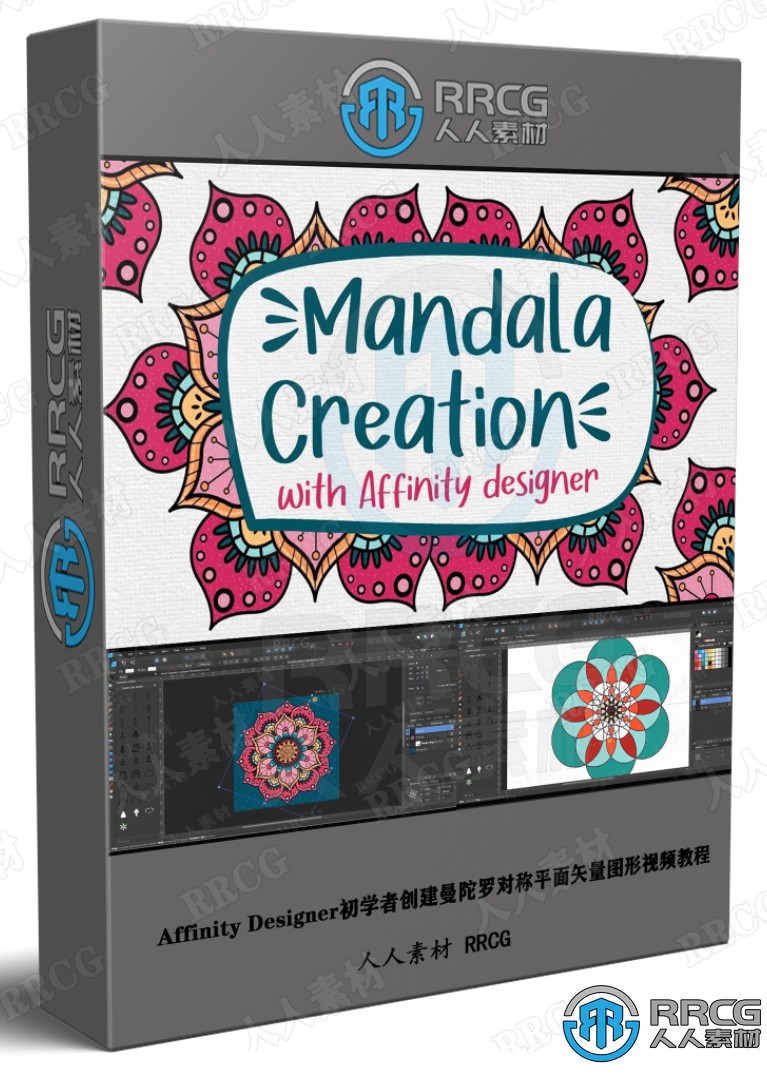 RRCG
人人素材
Mandala
Creation
with Affinity designer
RRCG
人人素材
Affinity Designer初学者创建曼陀罗对称平面矢量图形视频教程
人人素材 RRCG
RRCG
人人素材